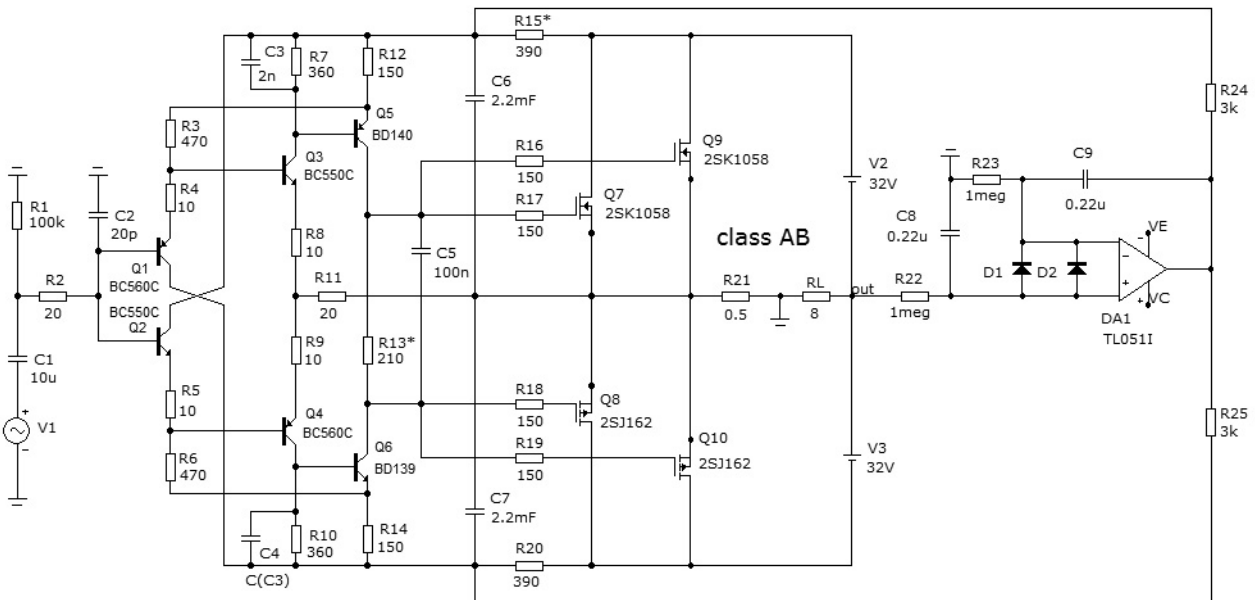 R15*
390
C3
2n
R7
360
R12
150
C6
2.2mF
R24
3k
R3
470
Q5
BD140
Q9
2SK1058
R16
150
Q3
BC550C
V2
32V
R23
1meg
C9
0.22u
R1
100k
C2
20p
R4
10
Q7
2SK1058
R17
150
C8
0.22u
VE
class AB
R8
10
C5
100n
Q1
BC560C
D1
D2
R2
20
R11
20
R21
0.5
RL
8
out
R22
1meg
VC
DA1
TL051I
BC550C
Q2
R9
10
R13*
210
C1
10u
R5
10
Q8
2SJ162
R18
150
Q4
BC560C
R25
3k
V1
R6
470
Q6
BD139
R19
150
Q10
2SJ162
V3
32V
C7
2.2mF
C4
C(C3)
R10
360
R14
150
R20
390